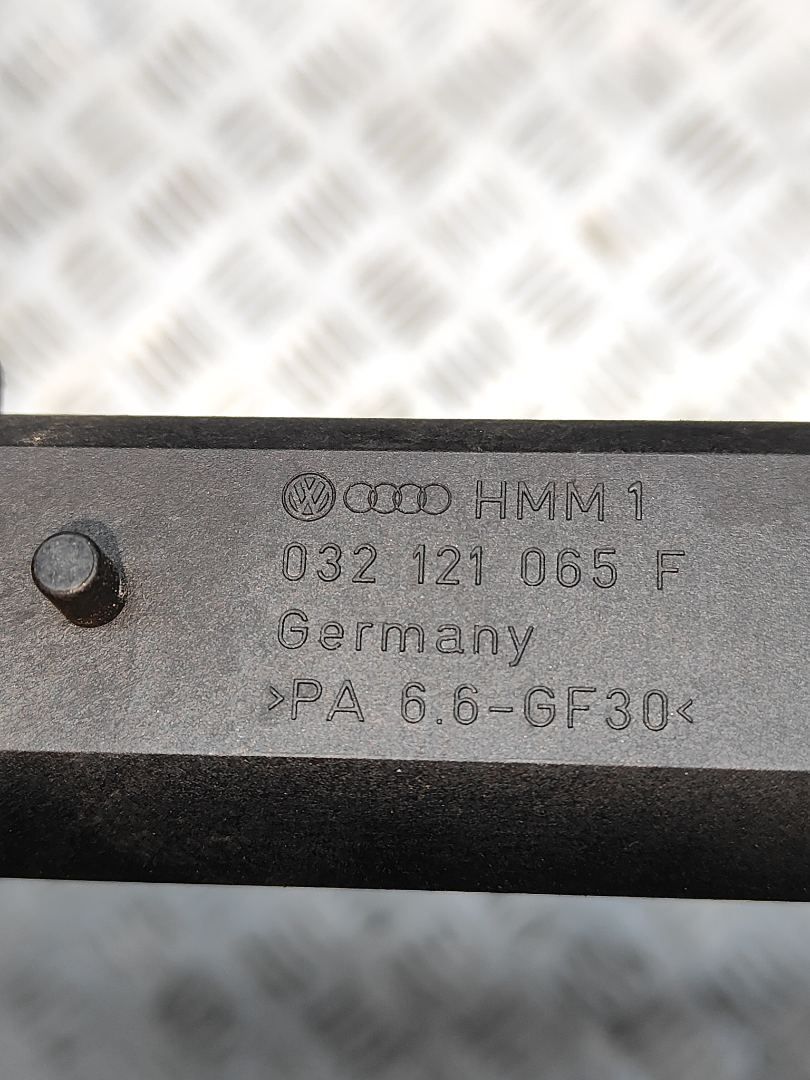 HMM 1
032 121 065 F
Germany
>PA 6.6-GF30<